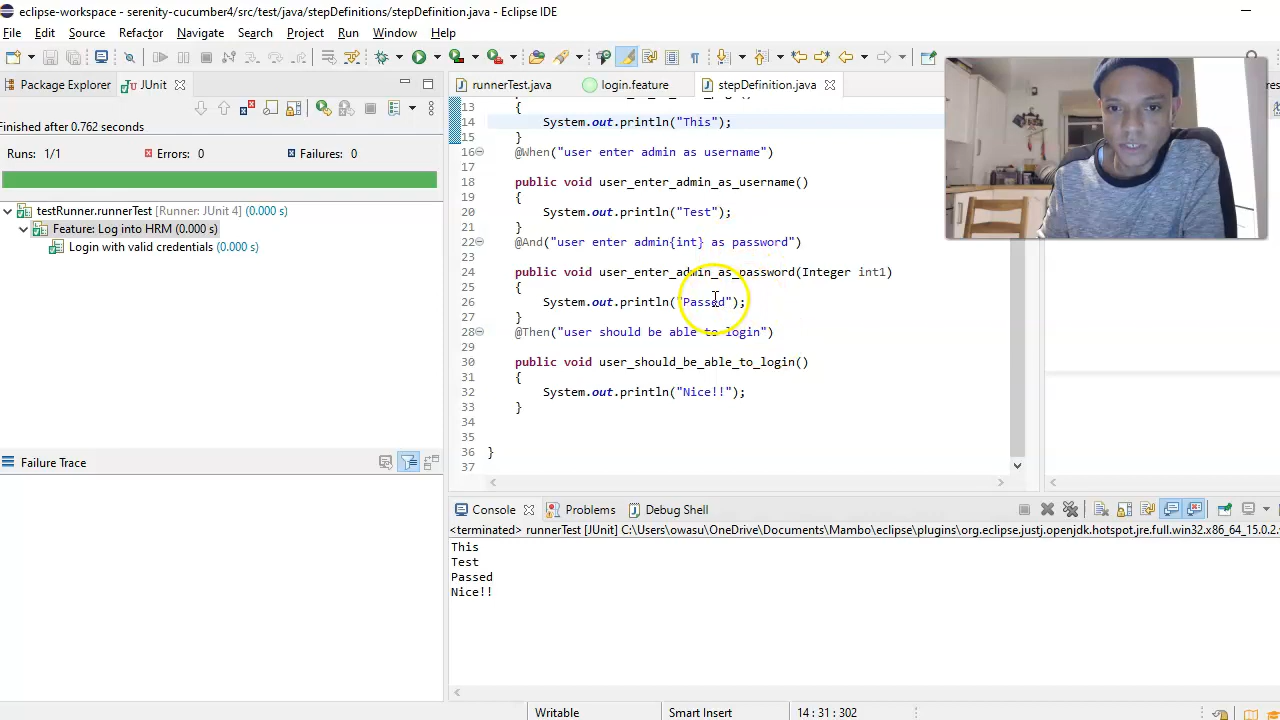 eclipse-workspace - serenity-cucumber4/src/test/java/stepDefinitions/stepDefinition.java - Eclipse IDE
File Edit Source Refactor Navigate Search Project Run Window Help
Package Explorer JUnit
Finished after 0.762 seconds
Runs: 1/1 Errors: 0 Failures: 0
testRunner.runnerTest [Runner: JUnit 4] (0.000 s)
Feature: Log into HRM (0.000 s)
Login with valid credentials (0.000 s)
Failure Trace
runnerTest.java login.feature stepDefinition.java
13 {
14 System.out.println("This");
15 }
16 @When("user enter admin as username")
17
18 public void user_enter_admin_as_username()
19 {
20 System.out.println("Test");
21 }
22 @And("user enter admin{int} as password")
23
24 public void user_enter_admin_as_password(Integer int1)
25 {
26 System.out.println("Passed");
27 }
28 @Then("user should be able to login")
29
30 public void user_should_be_able_to_login()
31 {
32 System.out.println("Nice!!");
33 }
34
35
36 }
37
Console Problems Debug Shell
<terminated> runnerTest [JUnit] C:\Users\owasu\OneDrive\Documents\Mambo\eclipse\plugins\org.eclipse.justj.openjdk.hotspot.jre.full.win32.x86_64_15.0.2.
This
Test
Passed
Nice!!
Writable Smart Insert 14 : 31 : 302